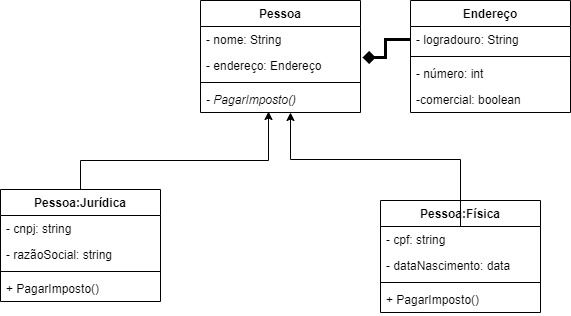 Pessoa
- nome: String
- endereço: Endereço
- PagarImposto()
Endereço
- logradouro: String
- número: int
-comercial: boolean
Pessoa:Jurídica
- cnpj: string
- razãoSocial: string
+ PagarImposto()
Pessoa:Física
- cpf: string
- dataNascimento: data
+ PagarImposto()